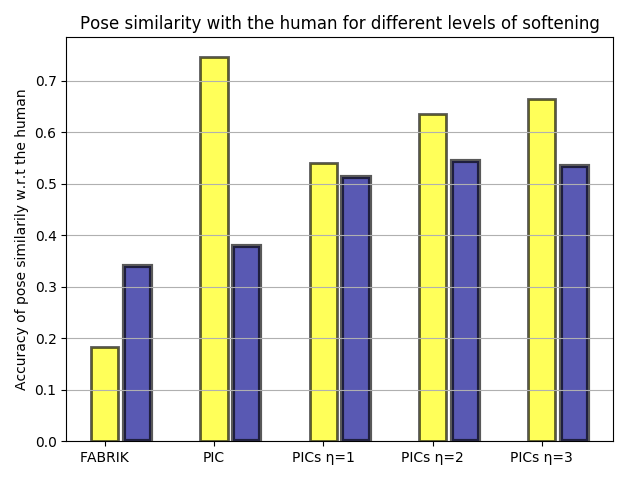 Pose similarity with the human for different levels of softening
Accuracy of pose similarily w.r.t the human
0.7
0.6
0.5
0.4
0.3
0.2
0.1
0.0
FABRIK PIC PICs η=1 PICs η=2 PICs η=3